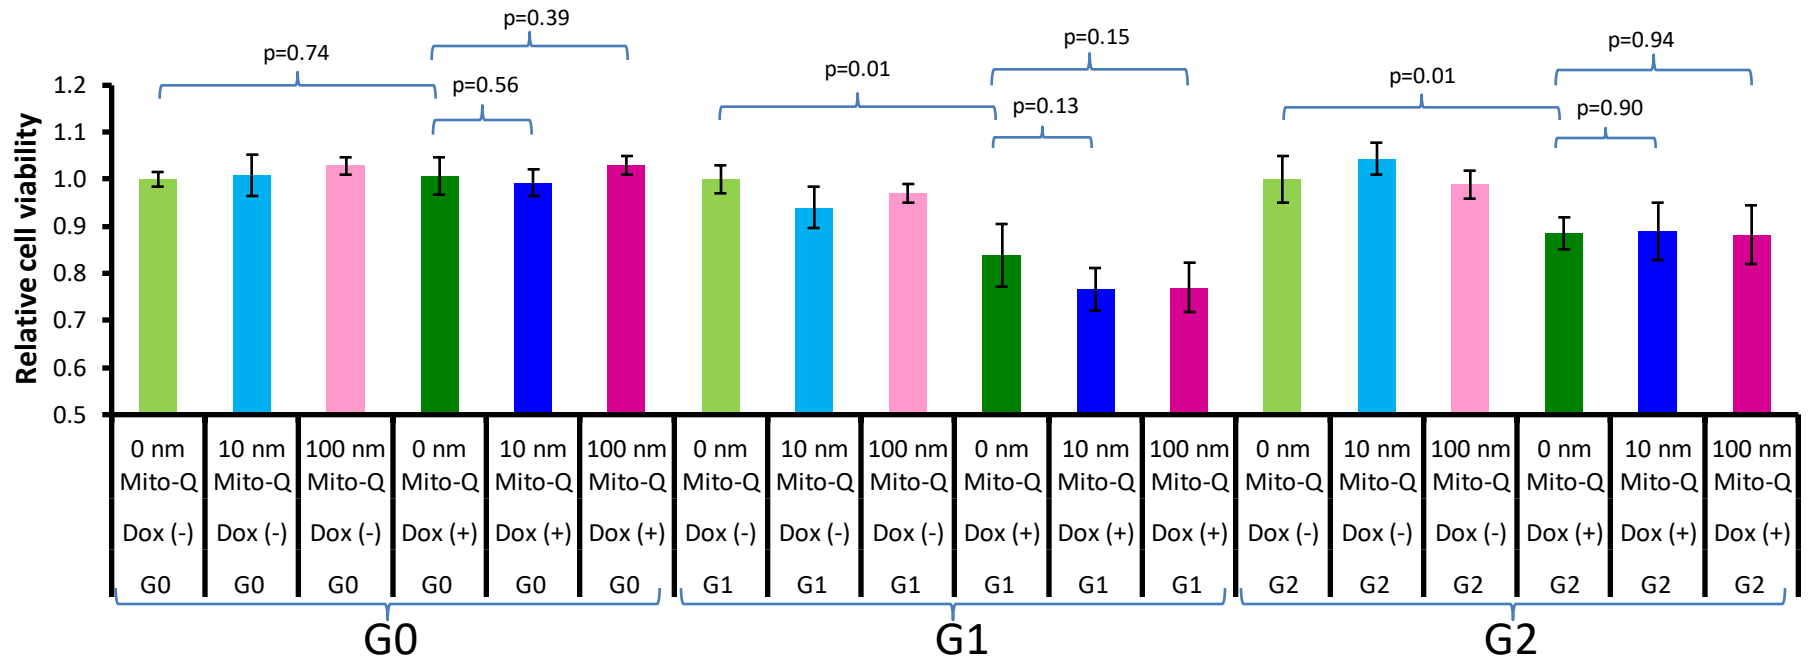 p=0.39
p=0.74
p=0.56
p=0.15
p=0.01
p=0.13
p=0.94
p=0.01
p=0.90
Relative cell viability
1.2
1.1
1.0
0.9
0.8
0.7
0.6
0.5
0 nm 10 nm 100 nm 0 nm 10 nm 100 nm 0 nm 10 nm 100 nm 0 nm 10 nm 100 nm 0 nm 10 nm 100 nm 0 nm 10 nm 100 nm
Mito-Q Mito-Q Mito-Q Mito-Q Mito-Q Mito-Q Mito-Q Mito-Q Mito-Q Mito-Q Mito-Q Mito-Q Mito-Q Mito-Q Mito-Q Mito-Q Mito-Q Mito-Q
Dox (-) Dox (-) Dox (-) Dox (+) Dox (+) Dox (+) Dox (-) Dox (-) Dox (-) Dox (+) Dox (+) Dox (+) Dox (-) Dox (-) Dox (-) Dox (+) Dox (+) Dox (+)
G0 G0 G0 G0 G0 G0 G1 G1 G1 G1 G1 G1 G2 G2 G2 G2 G2 G2
G0 G1 G2